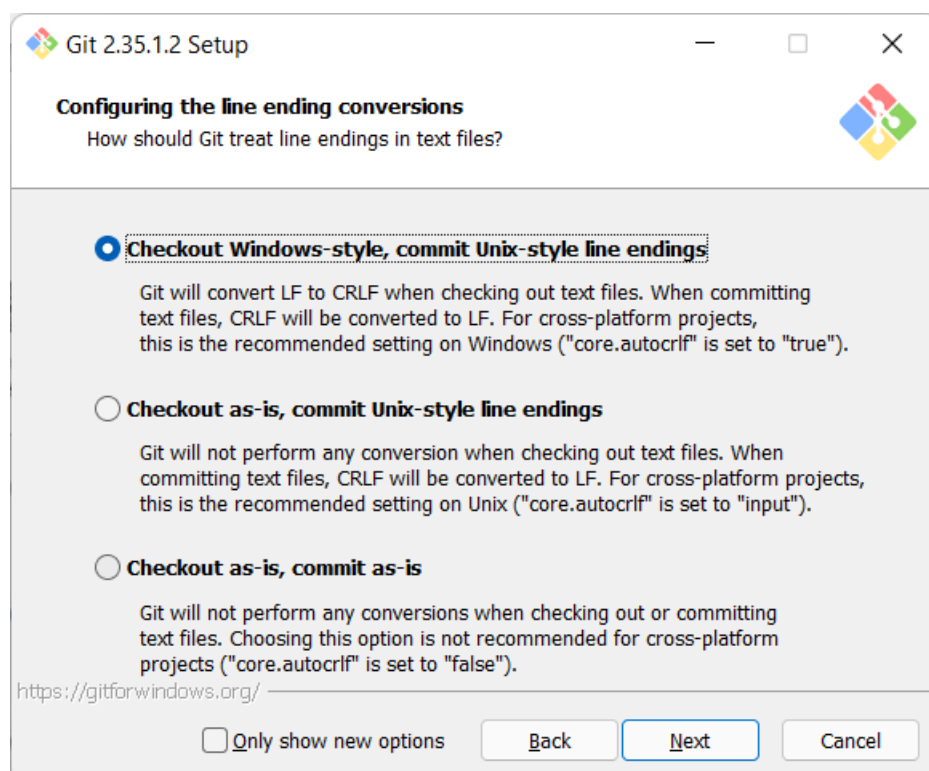 Git 2.35.1.2 Setup
Configuring the line ending conversions
How should Git treat line endings in text files?
Checkout Windows-style, commit Unix-style line endings
Git will convert LF to CRLF when checking out text files. When committing
text files, CRLF will be converted to LF. For cross-platform projects,
this is the recommended setting on Windows ("core.autocrlf" is set to "true").
Checkout as-is, commit Unix-style line endings
Git will not perform any conversion when checking out text files. When
committing text files, CRLF will be converted to LF. For cross-platform projects,
this is the recommended setting on Unix ("core.autocrlf" is set to "input").
Checkout as-is, commit as-is
Git will not perform any conversions when checking out or committing
text files. Choosing this option is not recommended for cross-platform
projects ("core.autocrlf" is set to "false").
https://gitforwindows.org/
Only show new options Back Next Cancel